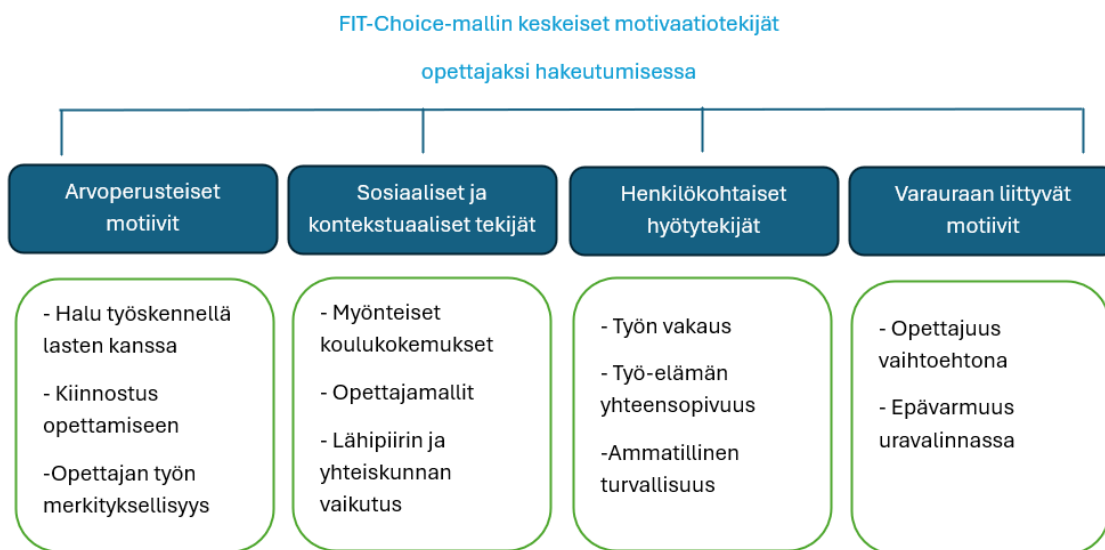 FIT-Choice-mallin keskeiset motivaatiotekijät
opettajaksi hakeutumisessa
Arvoperusteiset
motiivit
- Halu työskennellä
lasten kanssa
- Kiinnostus
opettamiseen
-Opettajan työn
merkityksellisyys
Sosiaaliset ja
kontekstuaaliset tekijät
- Myönteiset
koulukokemukset
- Opettajamallit
- Lähipiirin ja
yhteiskunnan
vaikutus
Henkilökohtaiset
hyötytekijät
- Työn vakaus
- Työ-elämän
yhteensopivuus
-Ammatillinen
turvallisuus
Varauraan liittyvät
motiivit
- Opettajuus
vaihtoehtona
- Epävarmuus
uravalinnassa